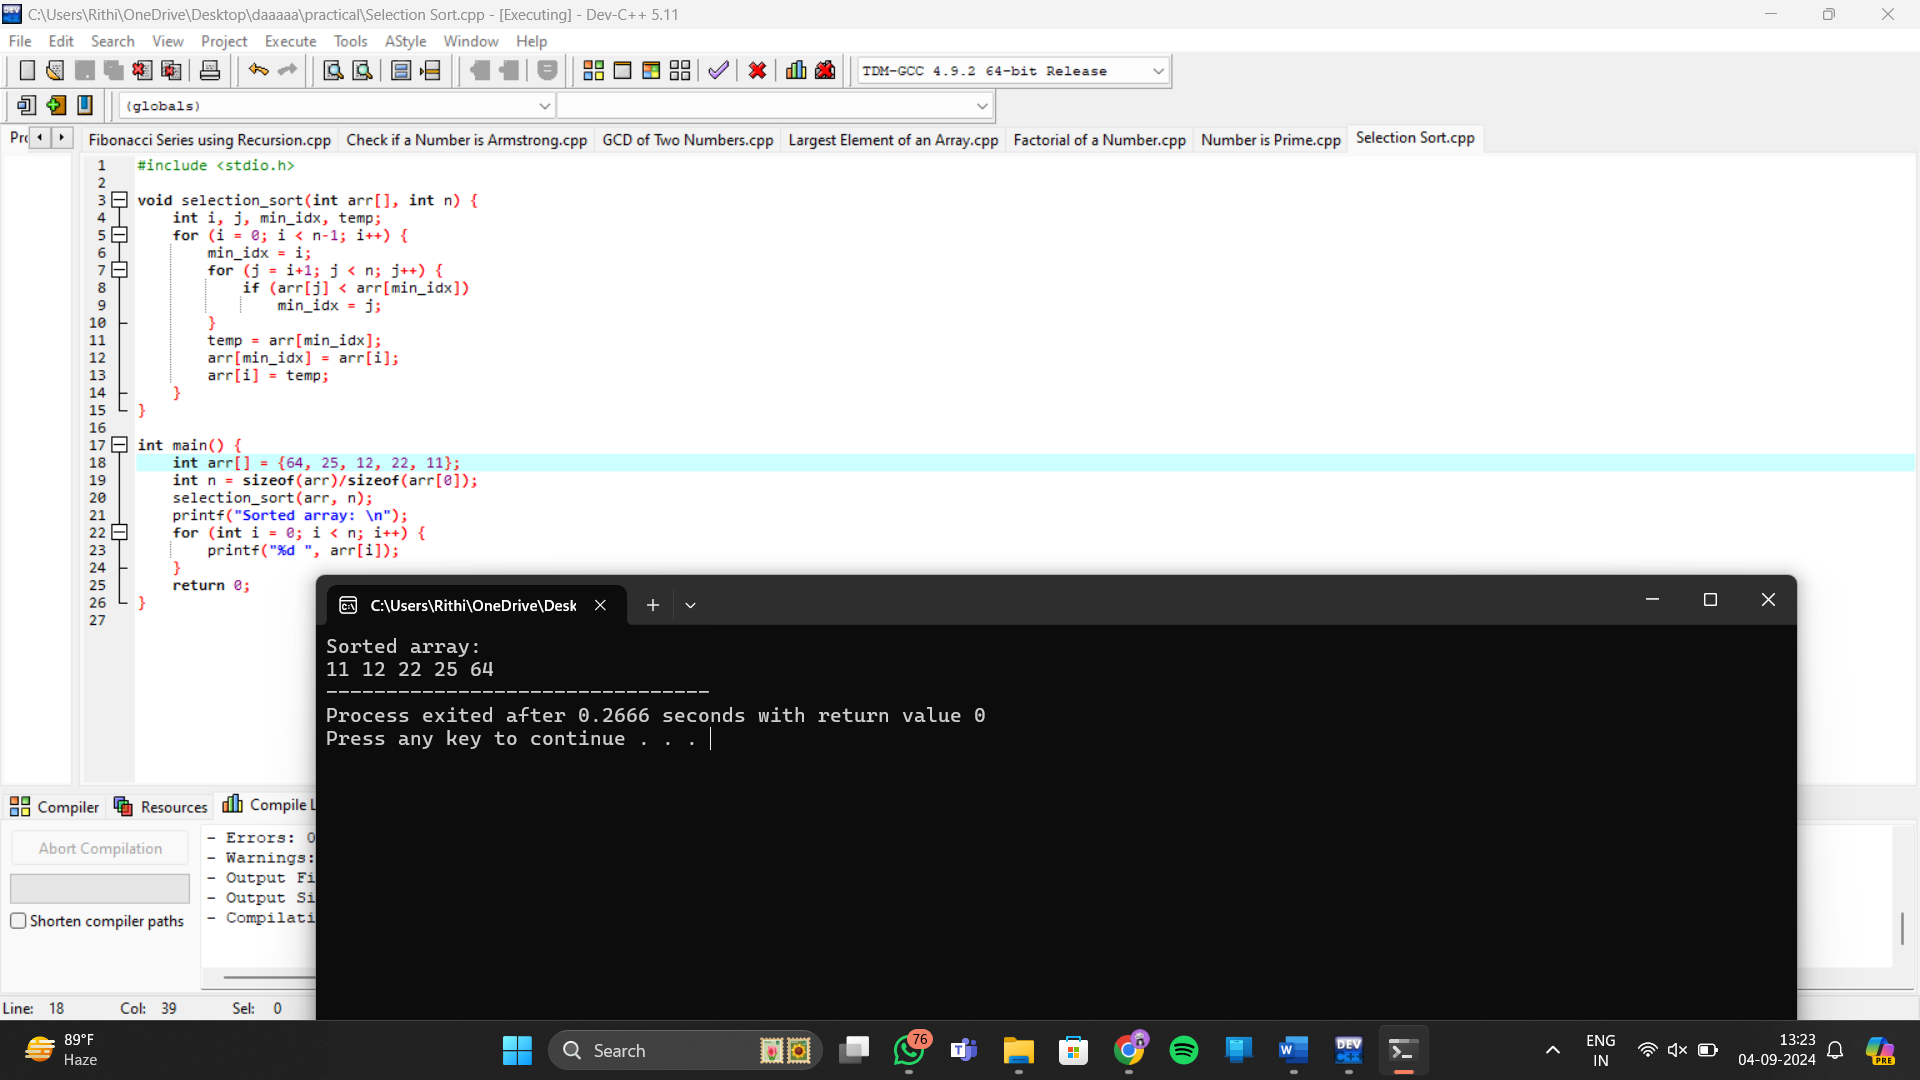 C:\Users\Rithi\OneDrive\Desktop\daaaaa\practical\Selection Sort.cpp - [Executing] - Dev-C++ 5.11
File Edit Search View Project Execute Tools AStyle Window Help
TDM-GCC 4.9.2 64-bit Release
(globals)
Fibonacci Series using Recursion.cpp Check if a Number is Armstrong.cpp GCD of Two Numbers.cpp Largest Element of an Array.cpp Factorial of a Number.cpp Number is Prime.cpp Selection Sort.cpp
1 #include <stdio.h>
2
3 void selection_sort(int arr[], int n) {
4 int i, j, min_idx, temp;
5 for (i = 0; i < n-1; i++) {
6 min_idx = i;
7 for (j = i+1; j < n; j++) {
8 if (arr[j] < arr[min_idx])
9 min_idx = j;
10 }
11 temp = arr[min_idx];
12 arr[min_idx] = arr[i];
13 arr[i] = temp;
14 }
15 }
16
17 int main() {
18 int arr[] = {64, 25, 12, 22, 11};
19 int n = sizeof(arr)/sizeof(arr[0]);
20 selection_sort(arr, n);
21 printf("Sorted array: \n");
22 for (int i = 0; i < n; i++) {
23 printf("%d ", arr[i]);
24 }
25 return 0;
26 }
27
C:\Users\Rithi\OneDrive\Desk
Sorted array:
11 12 22 25 64
--------------------------------
Process exited after 0.2666 seconds with return value 0
Press any key to continue . . .
Compiler Resources Compile L
Abort Compilation
Shorten compiler paths
- Errors: 0
- Warnings:
- Output Fi
- Output Si
- Compilati
Line: 18 Col: 39 Sel: 0
89°F
Haze
Search
76
DEV
C++
ENG
IN
13:23
04-09-2024
PRE